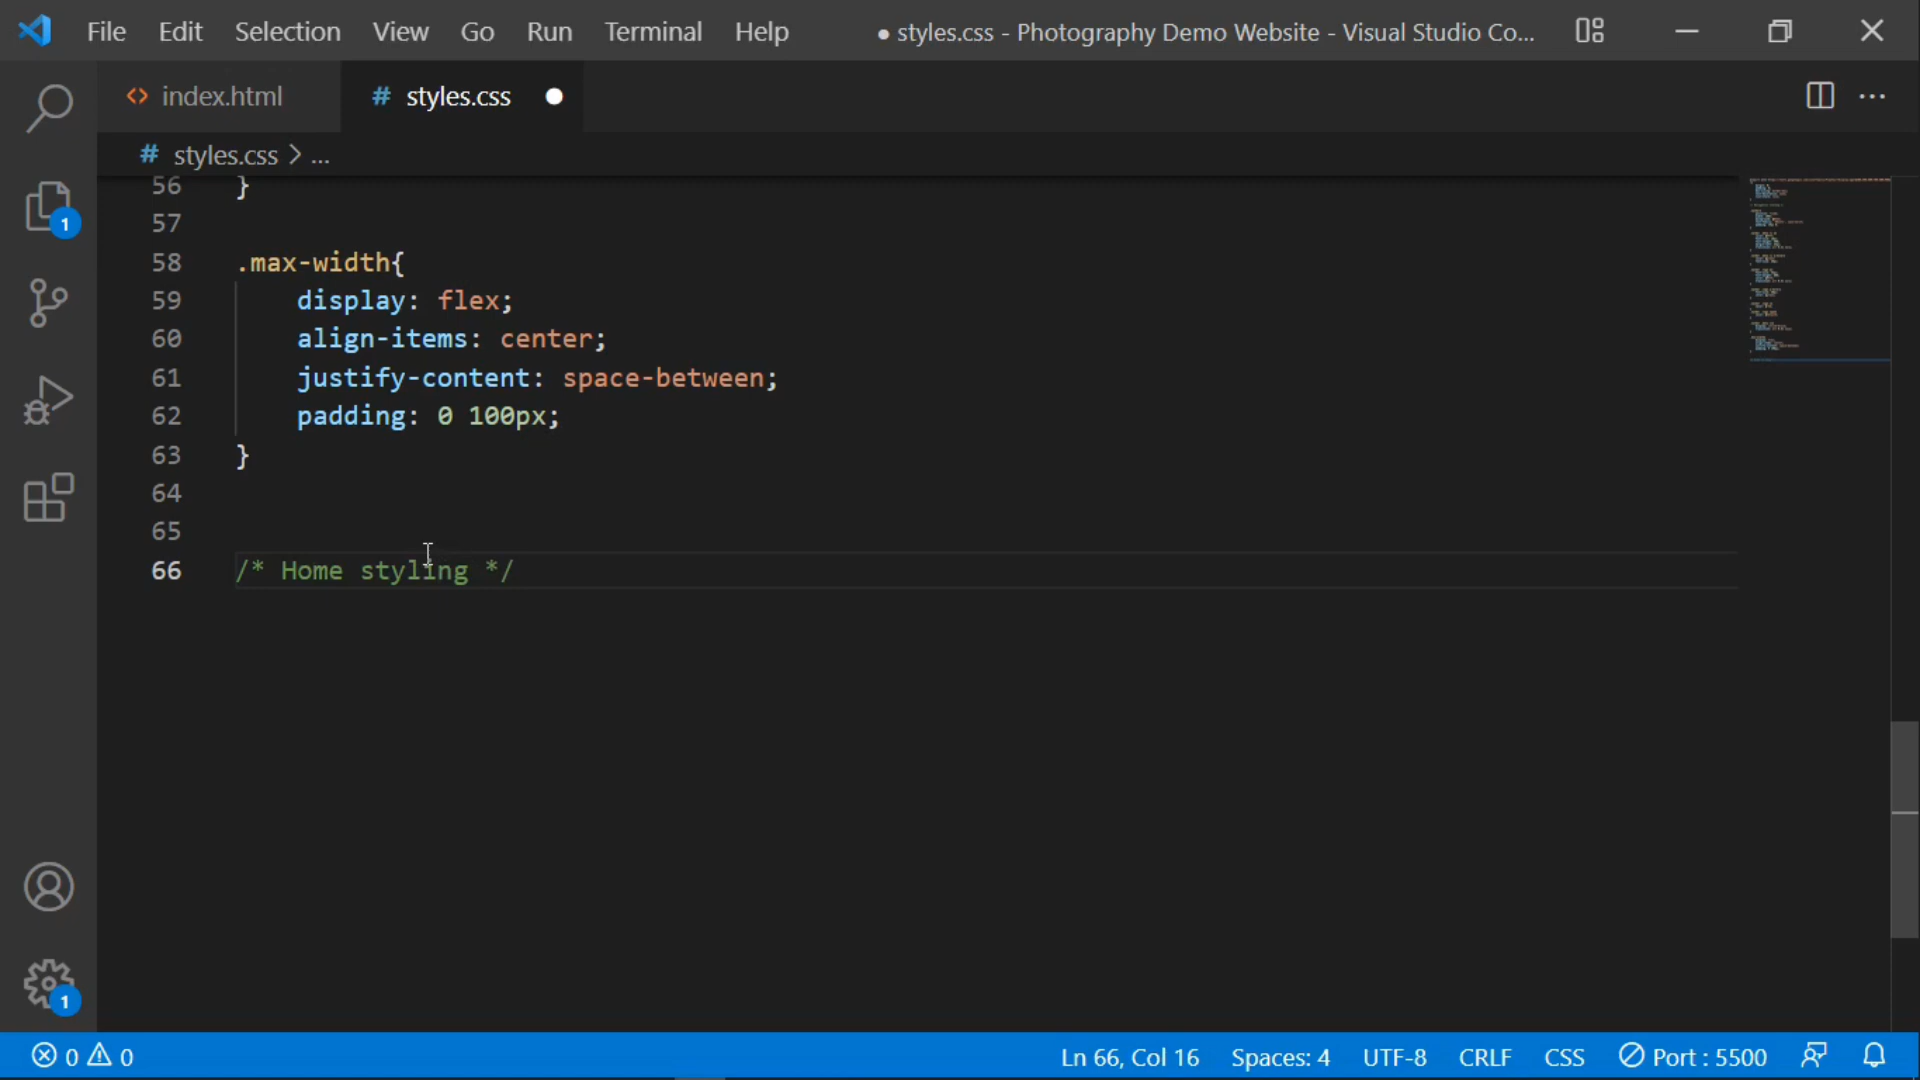 File Edit Selection View Go Run Terminal Help ● styles.css - Photography Demo Website - Visual Studio Co...
<> index.html # styles.css ●
# styles.css > ...
56 }
57
58 .max-width{
59 display: flex;
60 align-items: center;
61 justify-content: space-between;
62 padding: 0 100px;
63 }
64
65
66 /* Home styling */
1
1
0 0 Ln 66, Col 16 Spaces: 4 UTF-8 CRLF CSS Port : 5500